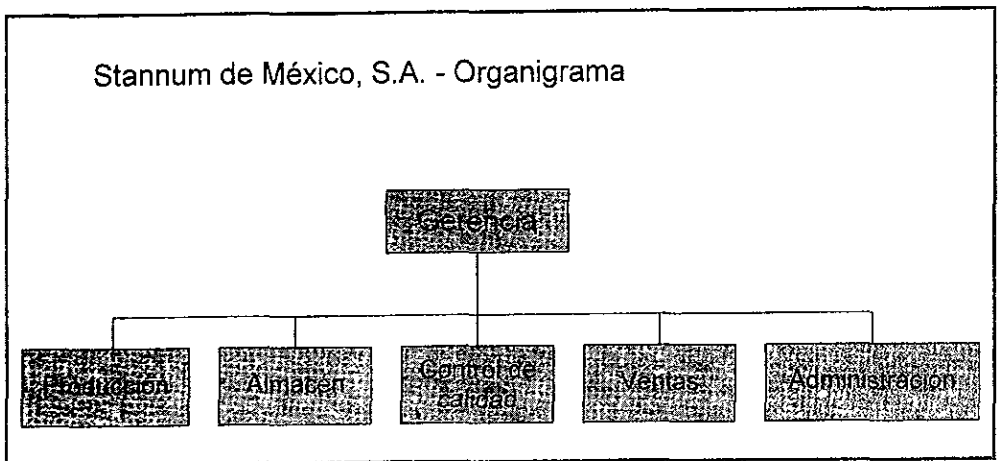 Stannum de México, S.A. - Organigrama
Gerencia
Producción
Almacén
Control de
calidad
Ventas
Administración